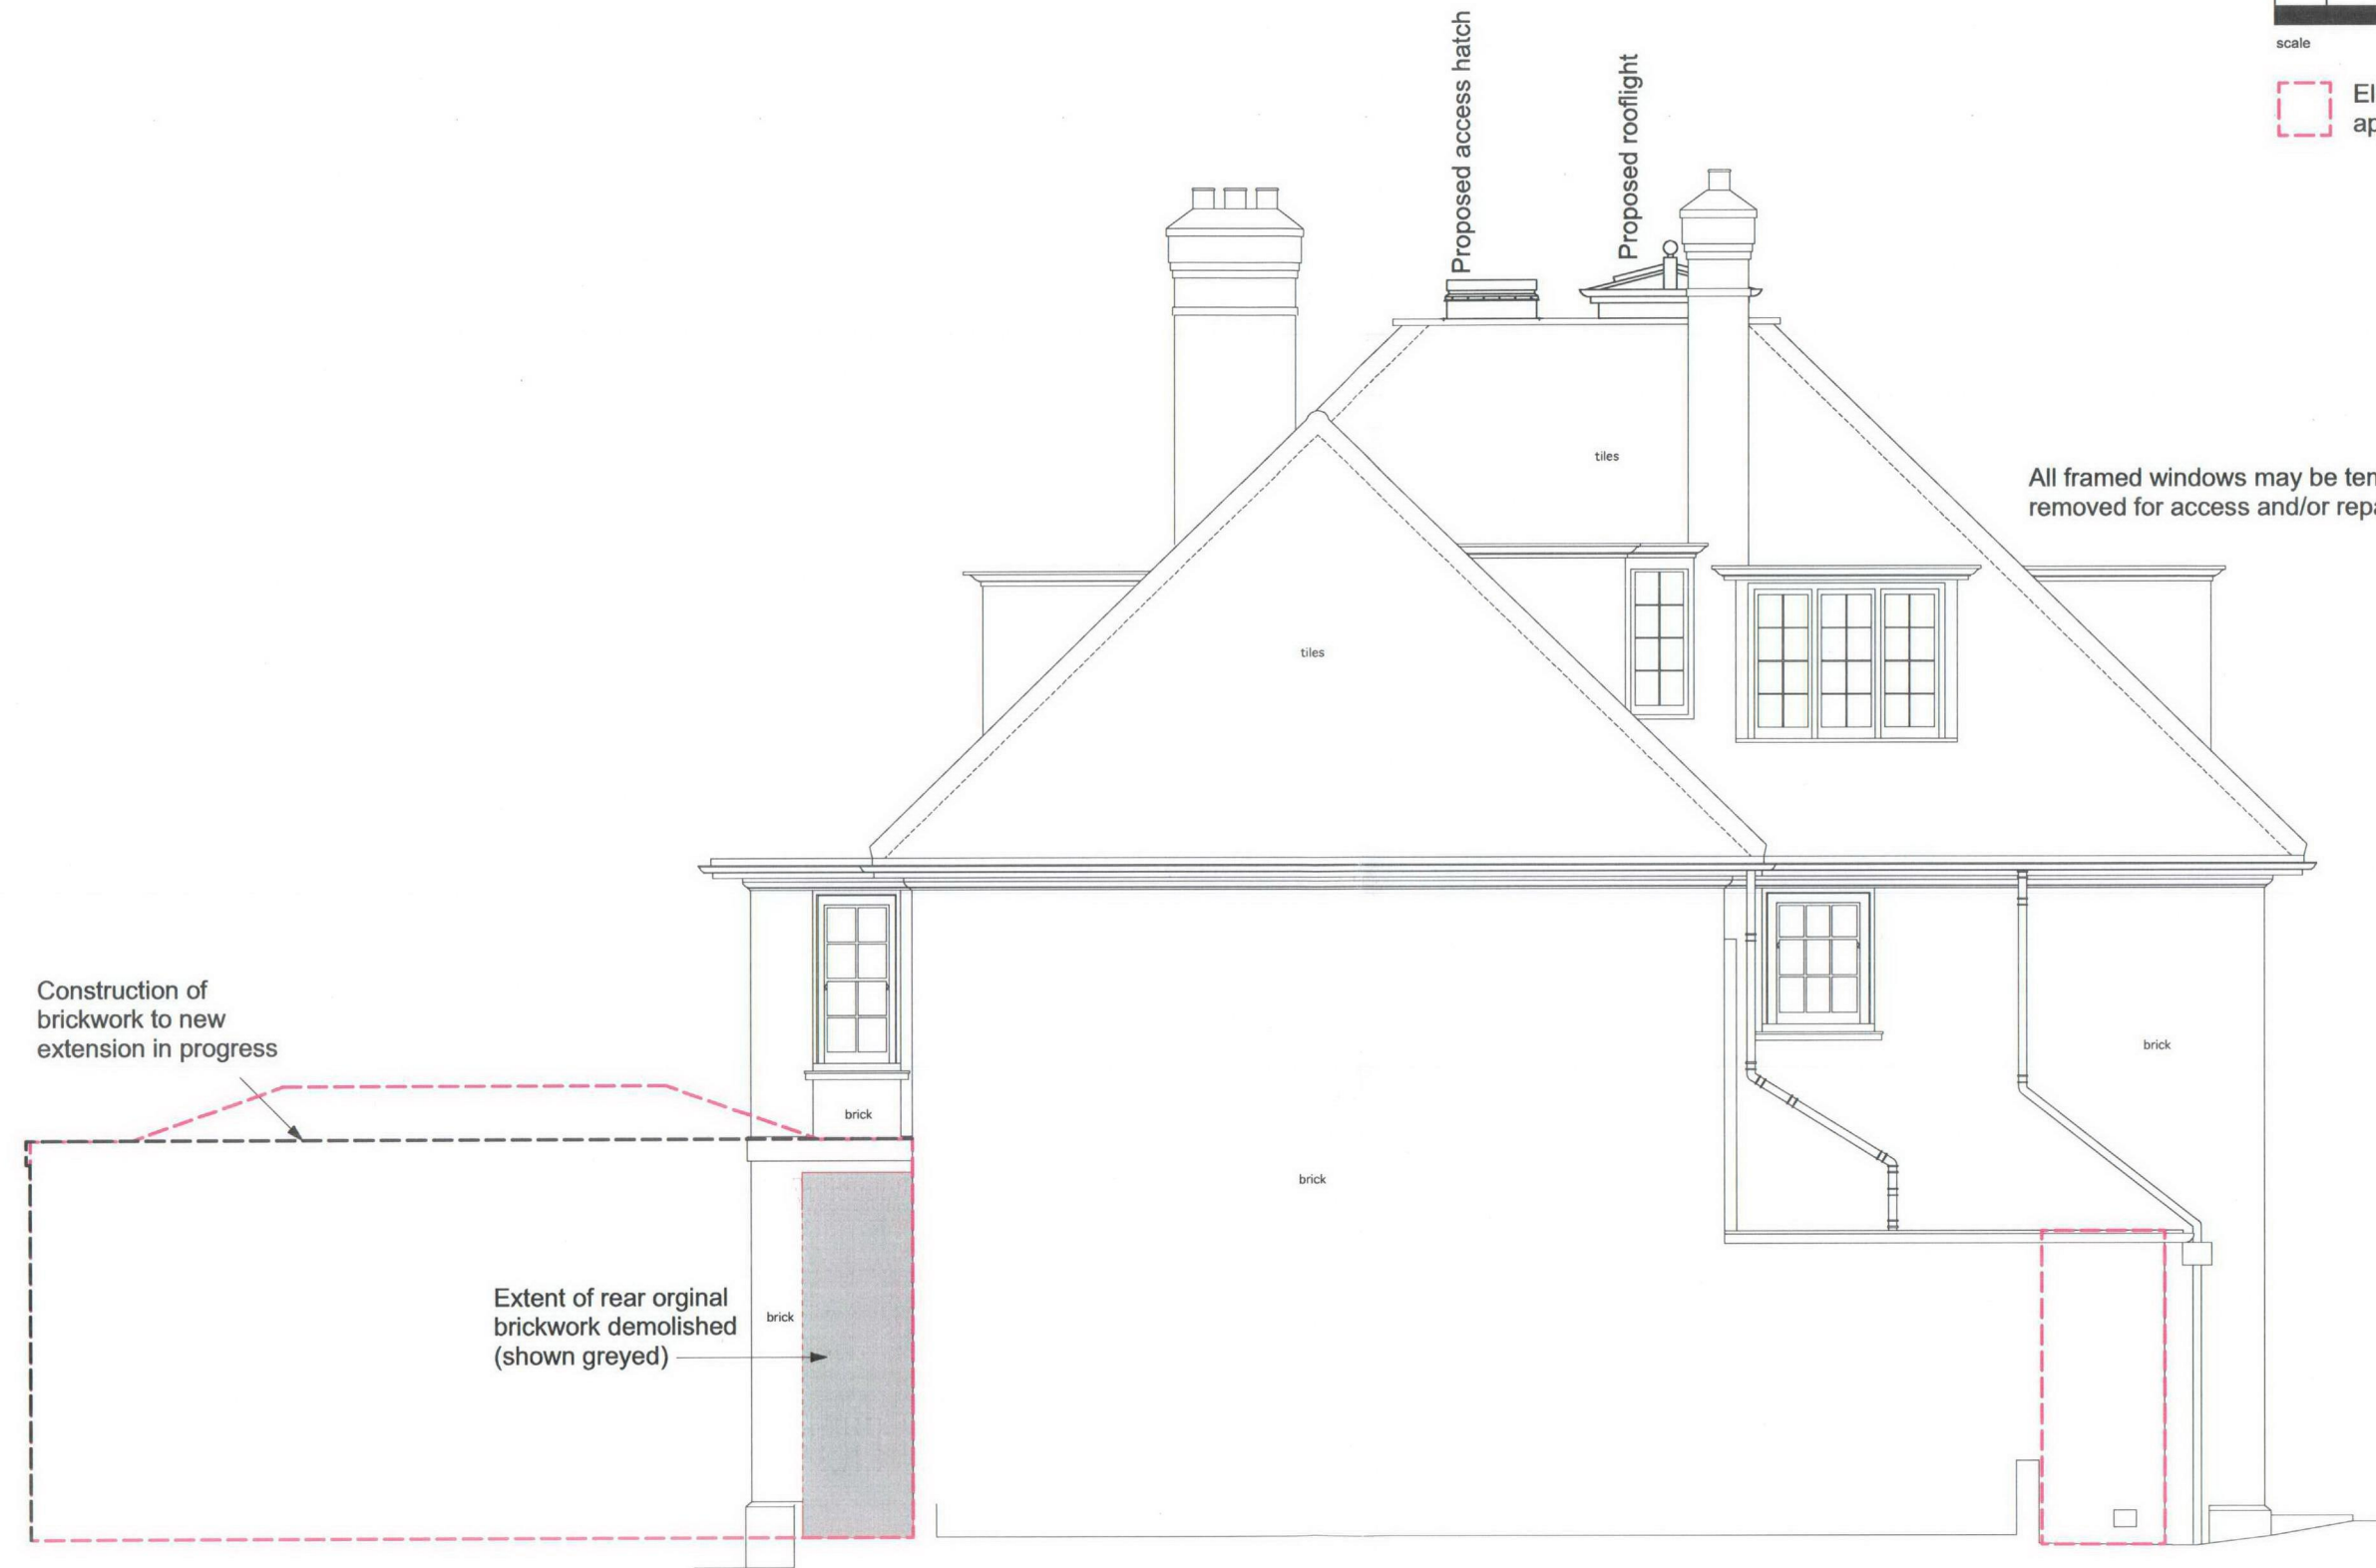 Proposed access hatch
Proposed rooflight
scale
El
ap
tiles
All framed windows may be ten
removed for access and/or repa
tiles
Construction of
brickwork to new
extension in progress
brick
brick
brick
Extent of rear orginal
brickwork demolished
(shown greyed)
brick